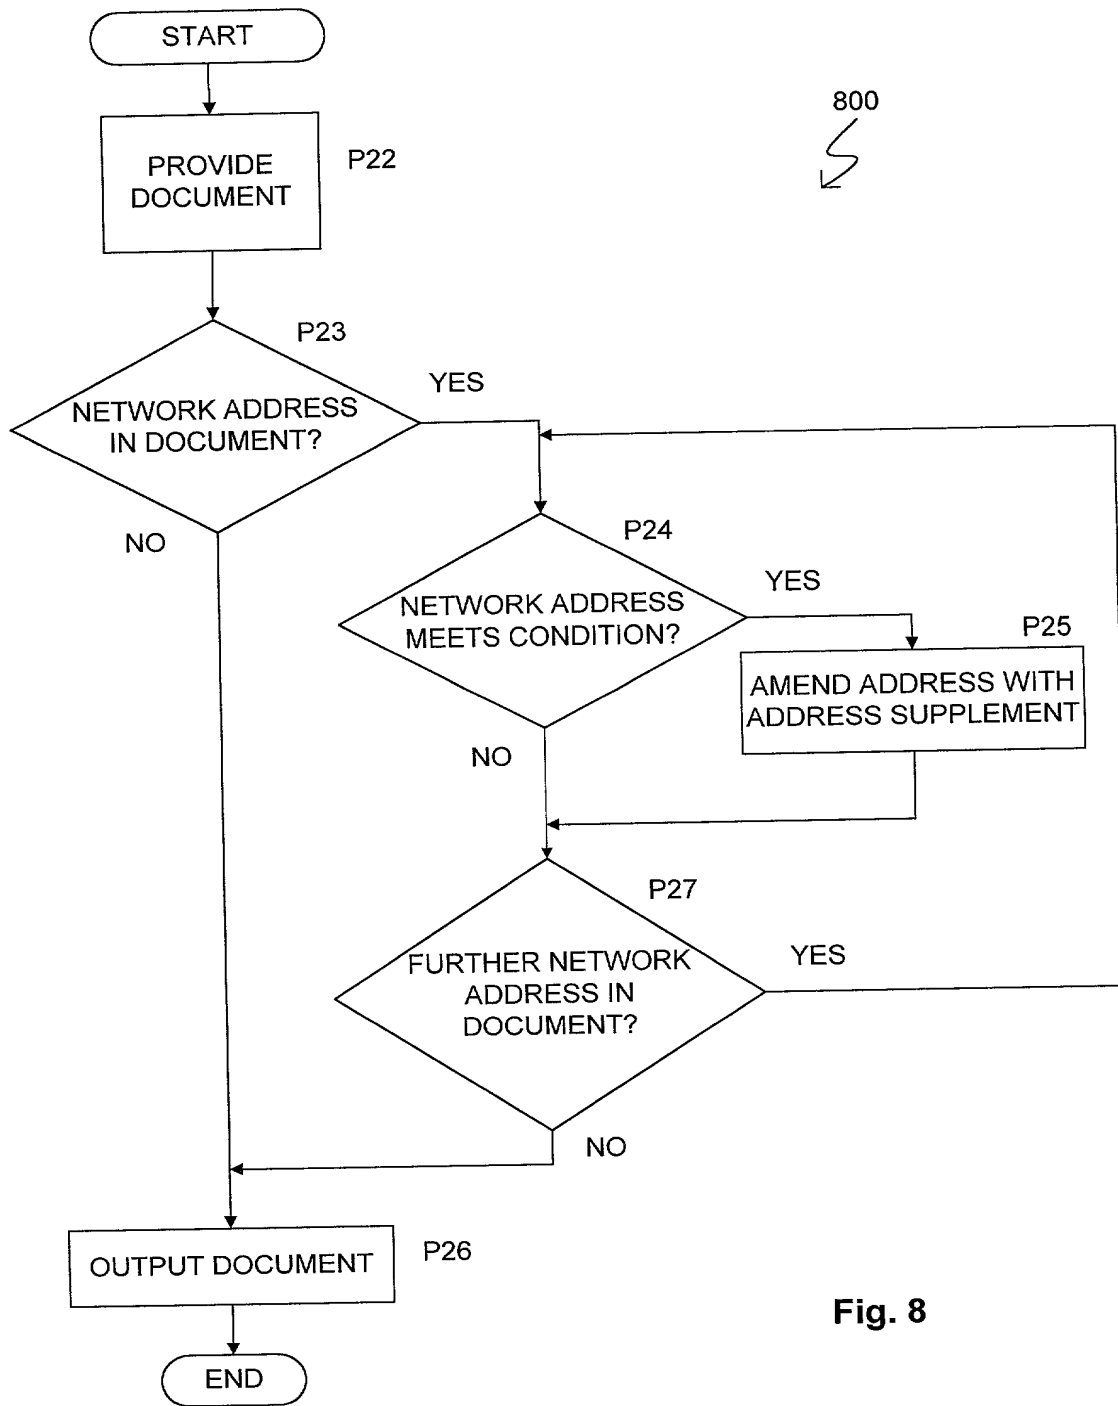 START
800
PROVIDE
DOCUMENT
P22
P23
NETWORK ADDRESS
IN DOCUMENT?
YES
NO
P24
NETWORK ADDRESS
MEETS CONDITION?
YES
P25
AMEND ADDRESS WITH
ADDRESS SUPPLEMENT
NO
P27
FURTHER NETWORK
ADDRESS IN
DOCUMENT?
YES
NO
OUTPUT DOCUMENT
P26
END
Fig. 8